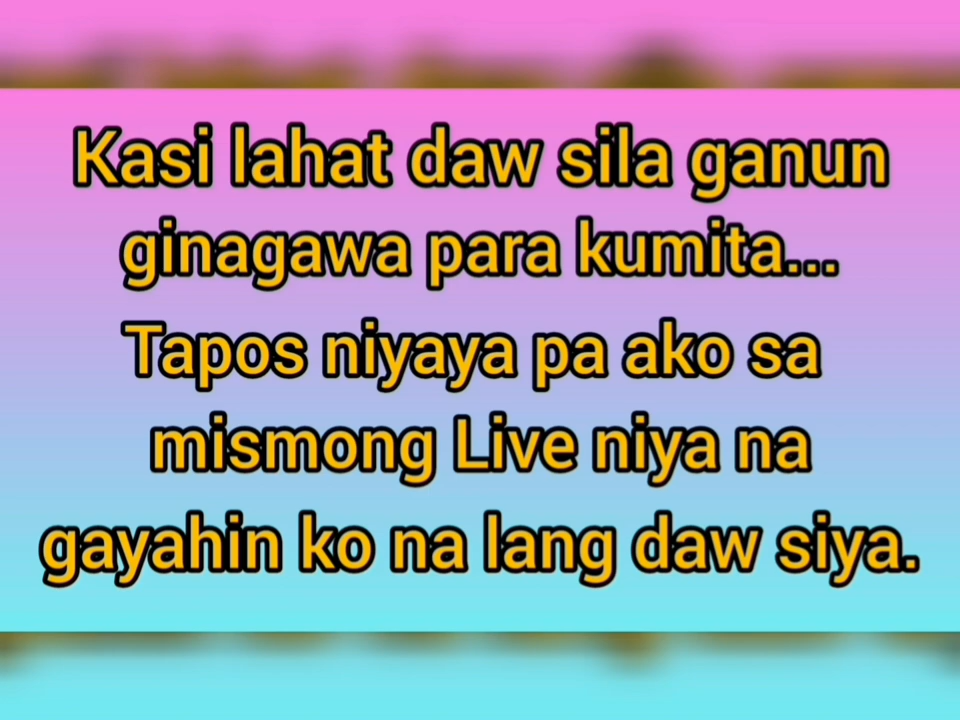 Kasi lahat daw sila ganun
ginagawa para kumita...
Tapos niyaya pa ako sa
mismong Live niya na
gayahin ko na lang daw siya.